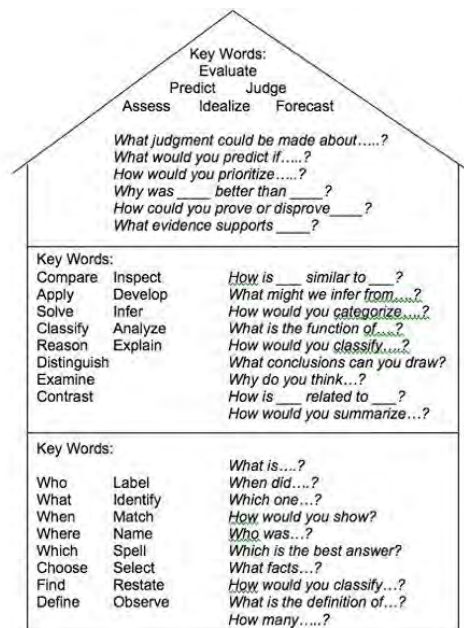 Key Words:
Evaluate
Predict Judge
Assess Idealize Forecast
What judgment could be made about…..?
What would you predict if…..?
How would you prioritize…..?
Why was ____ better than ____?
How could you prove or disprove____?
What evidence supports ____?
Key Words:
Compare Inspect How is ___ similar to ___?
Apply Develop What might we infer from….?
Solve Infer How would you categorize….?
Classify Analyze What is the function of….?
Reason Explain How would you classify….?
Distinguish What conclusions can you draw?
Examine Why do you think…?
Contrast How is ___ related to ___?
How would you summarize…?
Key Words:
What is….?
Who Label When did….?
What Identify Which one…?
When Match How would you show?
Where Name Who was…?
Which Spell Which is the best answer?
Choose Select What facts…?
Find Restate How would you classify…?
Define Observe What is the definition of…?
How many…..?